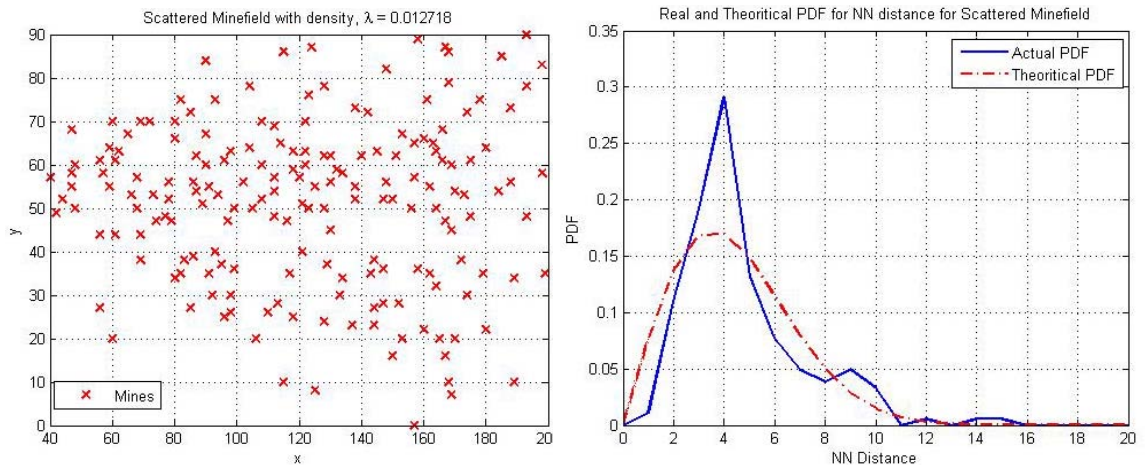 Scattered Minefield with density, λ = 0.012718
90
80
70
60
50
40
30
20
10
0
y
Mines
40 60 80 100 120 140 160 180 20
x
Real and Theoritical PDF for NN distance for Scattered Minefield
0.35
0.3
0.25
0.2
0.15
0.1
0.05
0
PDF
Actual PDF
Theoritical PDF
0 2 4 6 8 10 12 14 16 18 20
NN Distance